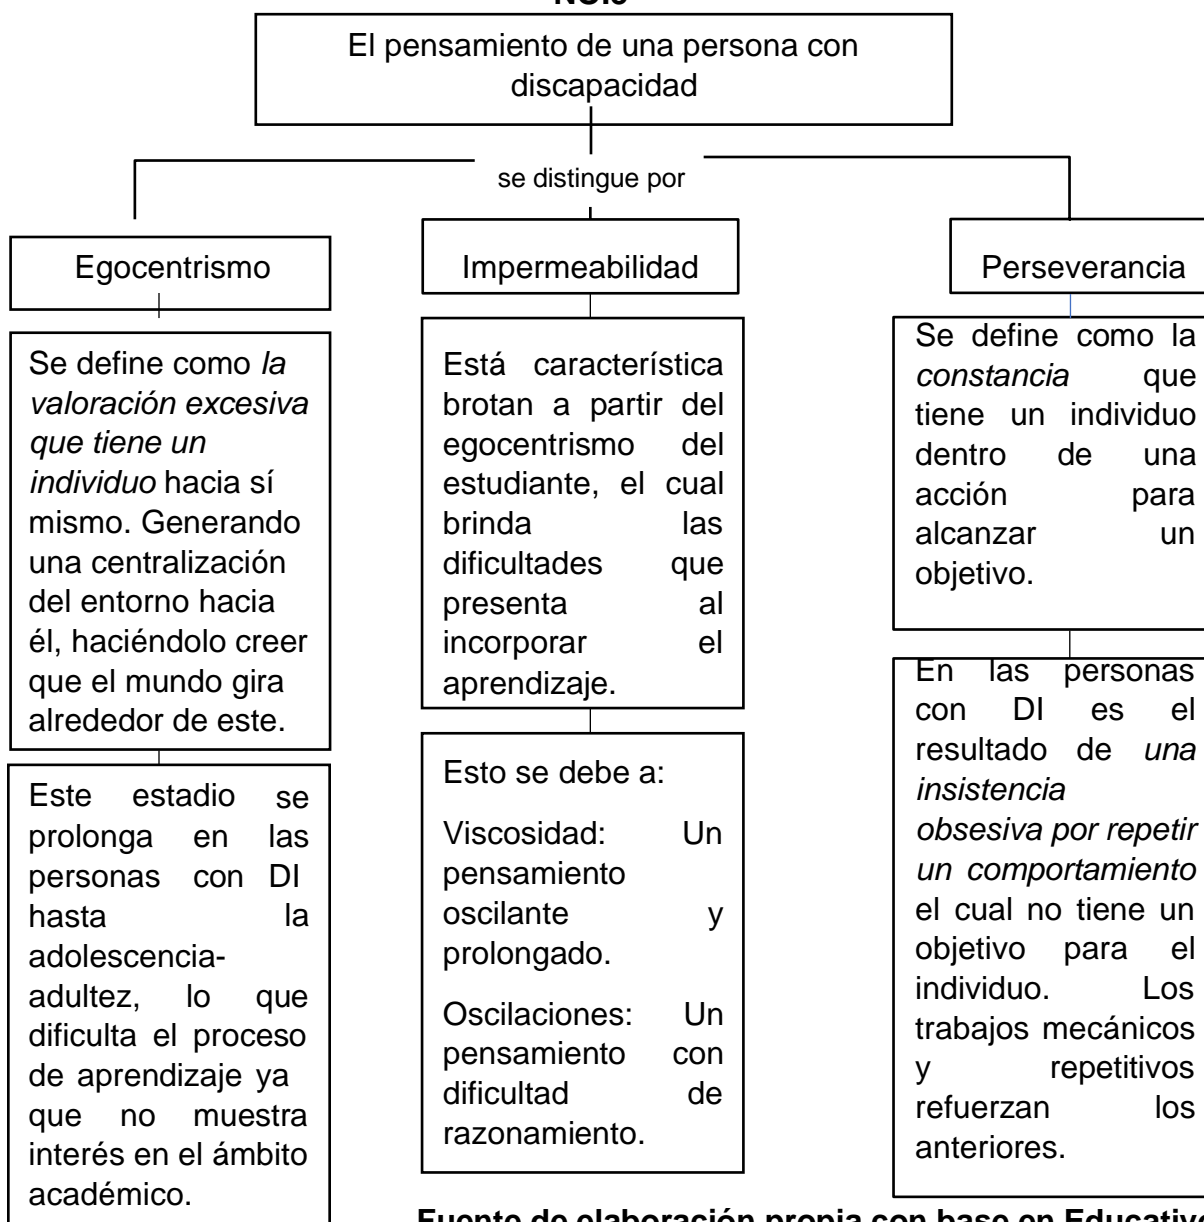 El pensamiento de una persona con
discapacidad
se distingue por
Egocentrismo
Se define como la
valoración excesiva
que tiene un
individuo hacia sí
mismo. Generando
una centralización
del entorno hacia
él, haciéndolo creer
que el mundo gira
alrededor de este.
Este estadio se
prolonga en las
personas con DI
hasta la
adolescencia-
adultez, lo que
dificulta el proceso
de aprendizaje ya
que no muestra
interés en el ámbito
académico.
Impermeabilidad
Está característica
brotan a partir del
egocentrismo del
estudiante, el cual
brinda las
dificultades que
presenta al
incorporar el
aprendizaje.
Esto se debe a:
Viscosidad: Un
pensamiento
oscilante y
prolongado.
Oscilaciones: Un
pensamiento con
dificultad de
razonamiento.
Perseverancia
Se define como la
constancia que
tiene un individuo
dentro de una
acción para
alcanzar un
objetivo.
En las personas
con DI es el
resultado de una
insistencia
obsesiva por repetir
un comportamiento
el cual no tiene un
objetivo para el
individuo. Los
trabajos mecánicos
y repetitivos
refuerzan los
anteriores.
Fuente de elaboración propia con base en Educativ